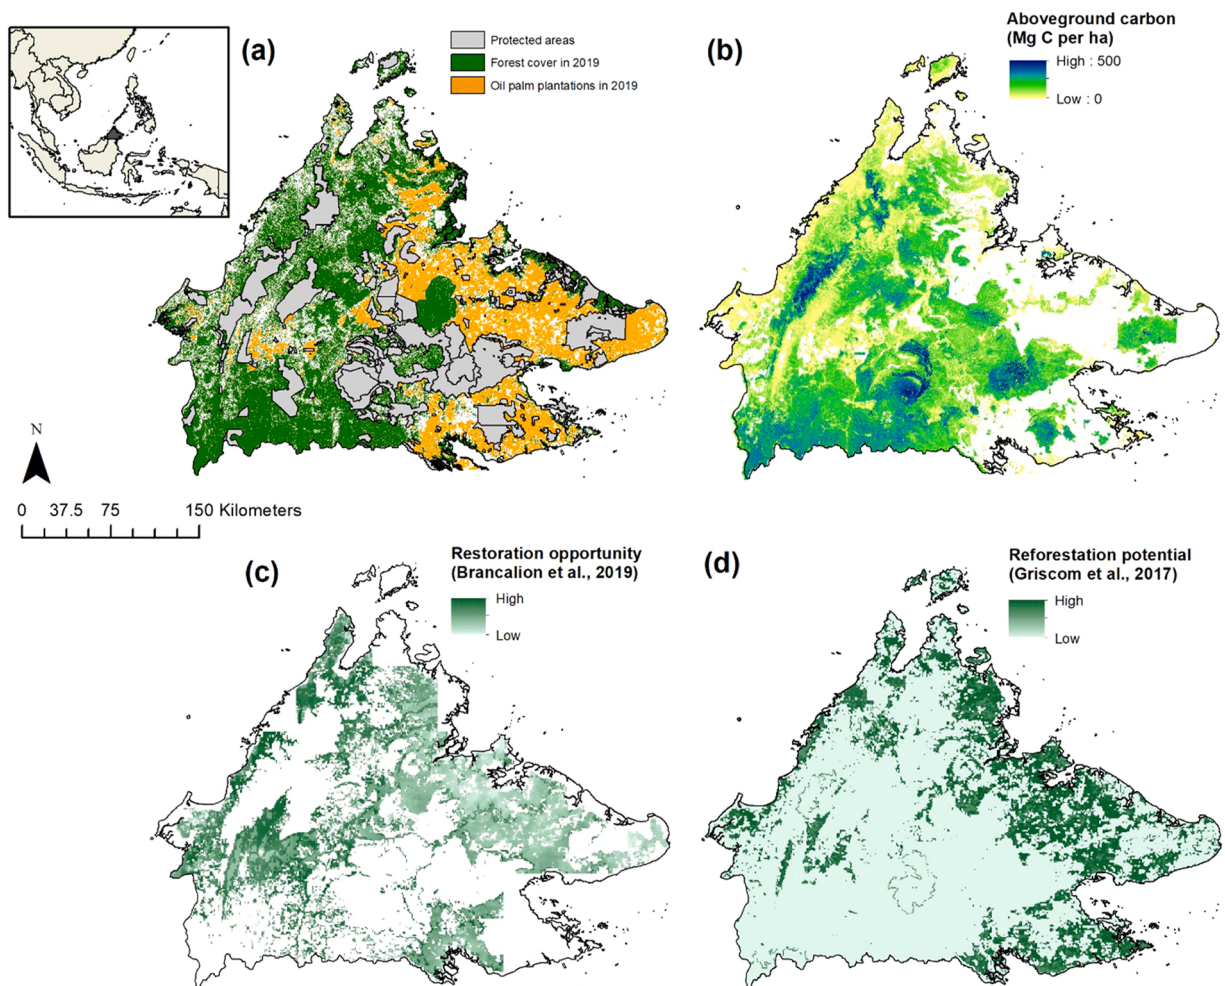 (a)
Protected areas
Forest cover in 2019
Oil palm plantations in 2019
(b)
Aboveground carbon
(Mg C per ha)
High : 500
Low : 0
N
0 37.5 75 150 Kilometers
(c)
Restoration opportunity
(Brancalion et al., 2019)
High
Low
(d)
Reforestation potential
(Griscom et al., 2017)
High
Low